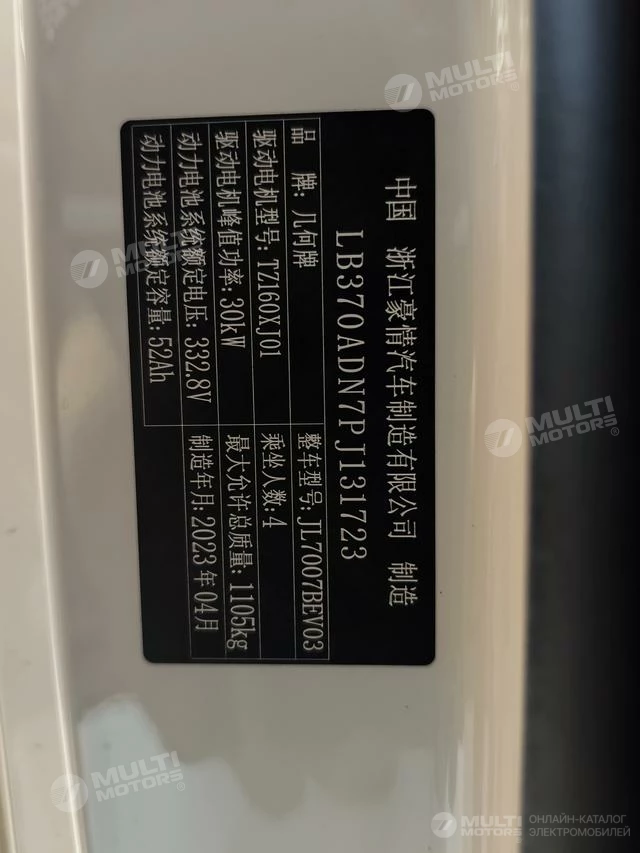 中国 浙江豪情汽车制造有限公司 制造
LB370ADN7PJ131723
品 牌:几何牌 整车型号:JL7007BEV03
驱动电机型号:TZ160XJ01 乘坐人数:4
驱动电机峰值功率:30kW 最大允许总质量:1105kg
动力电池系统额定电压:332.8V 制造年月:2023年04月
动力电池系统额定容量:52Ah
MULTI MOTORS®
MULTI MOTORS®
MULTI MOTORS®
MULTI MOTORS®
MULTI MOTORS® ОНЛАЙН-КАТАЛОГ ЭЛЕКТРОМОБИЛЕЙ